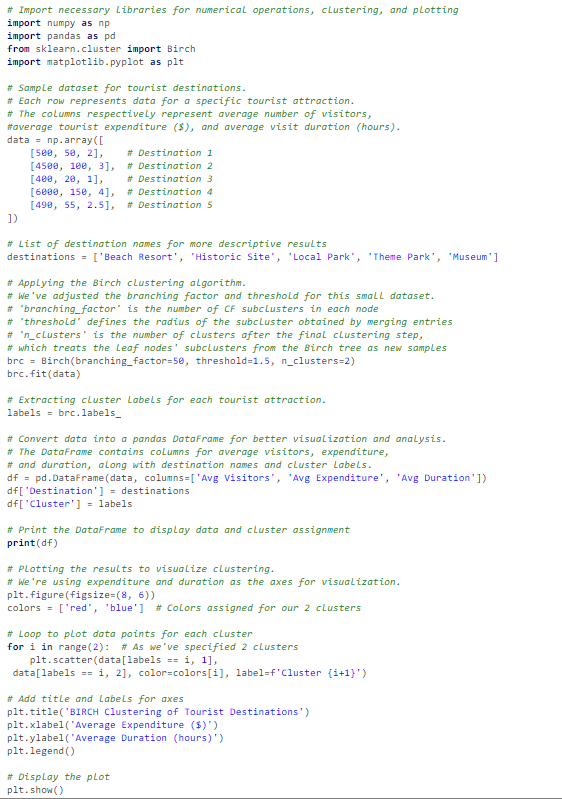 # Import necessary libraries for numerical operations, clustering, and plotting
import numpy as np
import pandas as pd
from sklearn.cluster import Birch
import matplotlib.pyplot as plt

# Sample dataset for tourist destinations.
# Each row represents data for a specific tourist attraction.
# The columns respectively represent average number of visitors,
#average tourist expenditure ($), and average visit duration (hours).
data = np.array([
    [500, 50, 2],    # Destination 1
    [4500, 100, 3],  # Destination 2
    [400, 20, 1],    # Destination 3
    [6000, 150, 4],  # Destination 4
    [490, 55, 2.5],  # Destination 5
])

# List of destination names for more descriptive results
destinations = ['Beach Resort', 'Historic Site', 'Local Park', 'Theme Park', 'Museum']

# Applying the Birch clustering algorithm.
# We've adjusted the branching factor and threshold for this small dataset.
# 'branching_factor' is the number of CF subclusters in each node
# 'threshold' defines the radius of the subcluster obtained by merging entries
# 'n_clusters' is the number of clusters after the final clustering step,
# which treats the leaf nodes' subclusters from the Birch tree as new samples
brc = Birch(branching_factor=50, threshold=1.5, n_clusters=2)
brc.fit(data)

# Extracting cluster labels for each tourist attraction.
labels = brc.labels_

# Convert data into a pandas DataFrame for better visualization and analysis.
# The DataFrame contains columns for average visitors, expenditure,
# and duration, along with destination names and cluster labels.
df = pd.DataFrame(data, columns=['Avg Visitors', 'Avg Expenditure', 'Avg Duration'])
df['Destination'] = destinations
df['Cluster'] = labels

# Print the DataFrame to display data and cluster assignment
print(df)

# Plotting the results to visualize clustering.
# We're using expenditure and duration as the axes for visualization.
plt.figure(figsize=(8, 6))
colors = ['red', 'blue']  # Colors assigned for our 2 clusters

# Loop to plot data points for each cluster
for i in range(2):  # As we've specified 2 clusters
    plt.scatter(data[labels == i, 1],
 data[labels == i, 2], color=colors[i], label=f'Cluster {i+1}')

# Add title and labels for axes
plt.title('BIRCH Clustering of Tourist Destinations')
plt.xlabel('Average Expenditure ($)')
plt.ylabel('Average Duration (hours)')
plt.legend()

# Display the plot
plt.show()